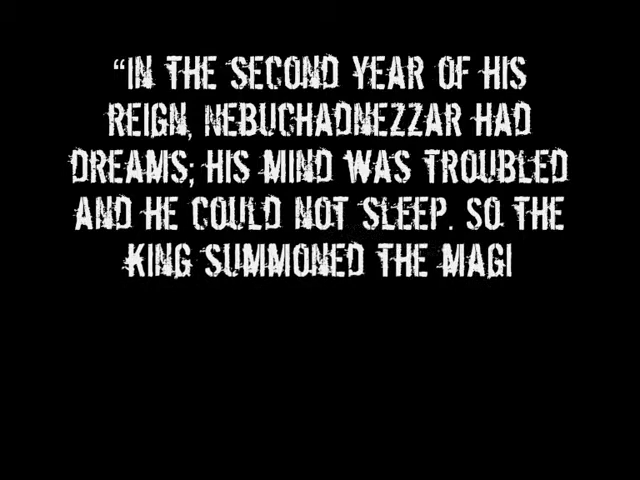 “IN THE SECOND YEAR OF HIS
REIGN, NEBUCHADNEZZAR HAD
DREAMS; HIS MIND WAS TROUBLED
AND HE COULD NOT SLEEP. SO THE
KING SUMMONED THE MAGI